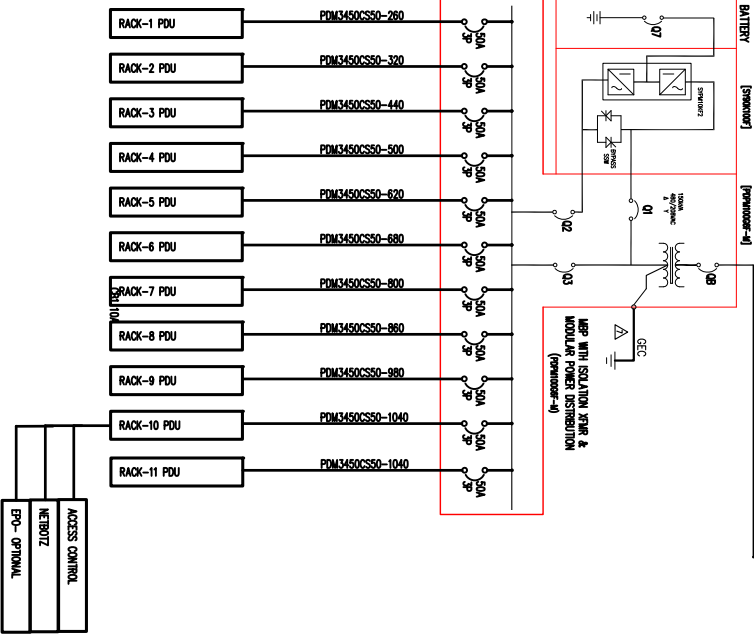 RACK-1 PDU
PDM3450CS50-260
50A
3P
RACK-2 PDU
PDM3450CS50-320
50A
3P
RACK-3 PDU
PDM3450CS50-440
50A
3P
RACK-4 PDU
PDM3450CS50-500
50A
3P
RACK-5 PDU
PDM3450CS50-620
50A
3P
RACK-6 PDU
PDM3450CS50-680
50A
3P
RACK-7 PDU
PDM3450CS50-800
50A
3P
RACK-8 PDU
PDM3450CS50-860
50A
3P
RACK-9 PDU
PDM3450CS50-980
50A
3P
RACK-10 PDU
PDM3450CS50-1040
50A
3P
RACK-11 PDU
PDM3450CS50-1040
50A
3P
BATTERY
Q7
[SY90K100F]
BYPASS
SSW
[PDPM100G6F-M]
Q1
Q2
Q3
Q8
150kVA
480/208VAC
Δ Y
GEC
MBP WITH ISOLATION XFMR &
MODULAR POWER DISTRIBUTION
(PDPM100G6F-M)
ACCESS CONTROL
NETBOTZ
EPO- OPTIONAL